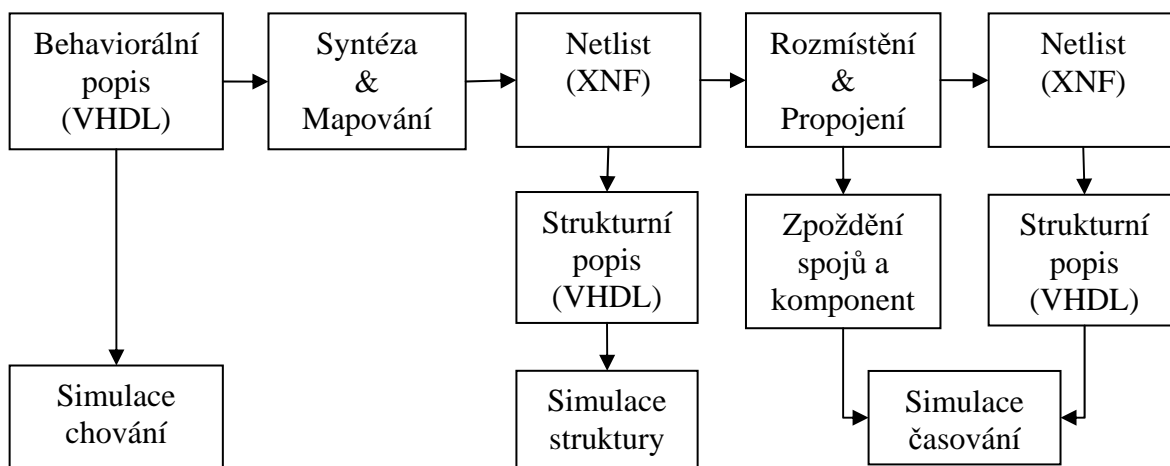 Behaviorální
popis
(VHDL)
Syntéza
&
Mapování
Netlist
(XNF)
Rozmístění
&
Propojení
Netlist
(XNF)
Strukturní
popis
(VHDL)
Zpoždění
spojů a
komponent
Strukturní
popis
(VHDL)
Simulace
chování
Simulace
struktury
Simulace
časování